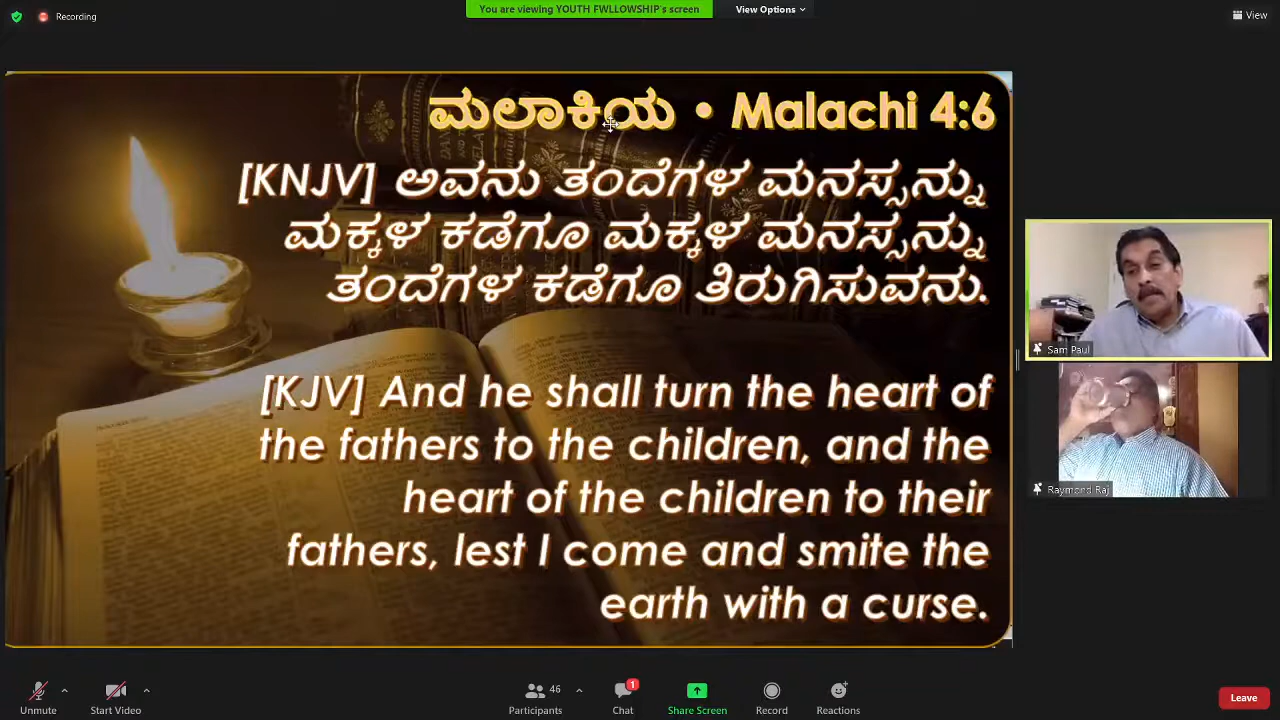 Recording
You are viewing YOUTH FWLLOWSHIP's screen
View Options
View
ಮಲಾಕಿಯ • Malachi 4:6
[KNJV] ಅವನು ತಂದೆಗಳ ಮನಸ್ಸನ್ನು
ಮಕ್ಕಳ ಕಡೆಗೂ ಮಕ್ಕಳ ಮನಸ್ಸನ್ನು
ತಂದೆಗಳ ಕಡೆಗೂ ತಿರುಗಿಸುವನು.
[KJV] And he shall turn the heart of
the fathers to the children, and the
heart of the children to their
fathers, lest I come and smite the
earth with a curse.
Sam Paul
Raymond Raj
Unmute
Start Video
46
Participants
1
Chat
Share Screen
Record
Reactions
Leave